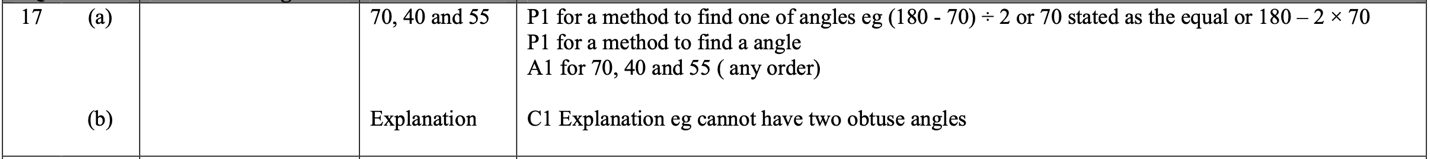 17 (a) 70, 40 and 55 P1 for a method to find one of angles eg (180 - 70) ÷ 2 or 70 stated as the equal or 180 – 2 × 70
P1 for a method to find a angle
A1 for 70, 40 and 55 ( any order)
(b) Explanation C1 Explanation eg cannot have two obtuse angles